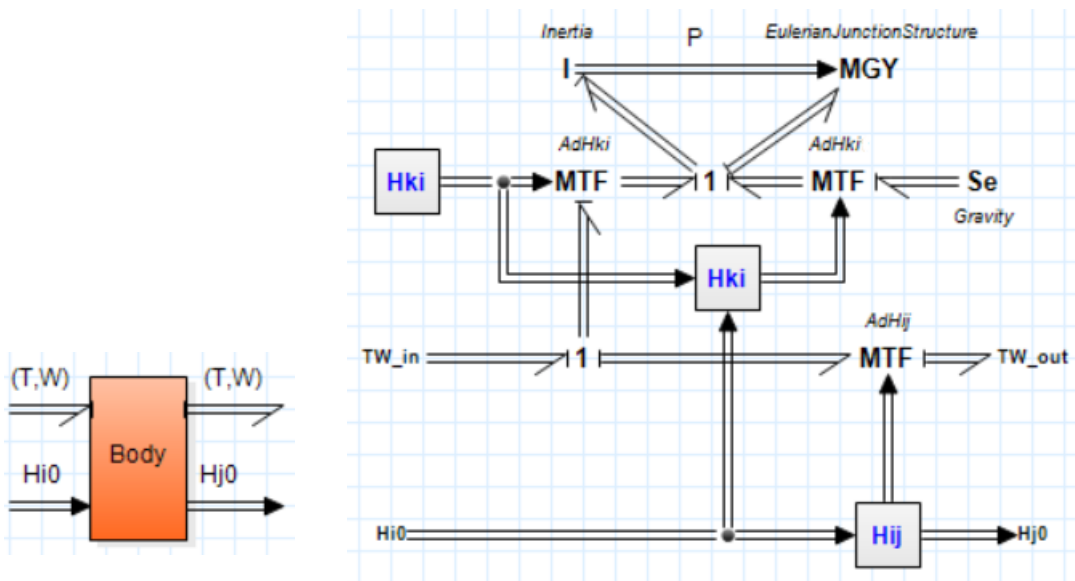 Inertia P EulerianJunctionStructure
I MGY
AdHki AdHki
Hki MTF 1 MTF Se
Gravity
Hki
AdHij
TW_in 1 MTF TW_out
(T,W) (T,W)
Body
Hi0 Hj0
Hi0 Hij Hj0